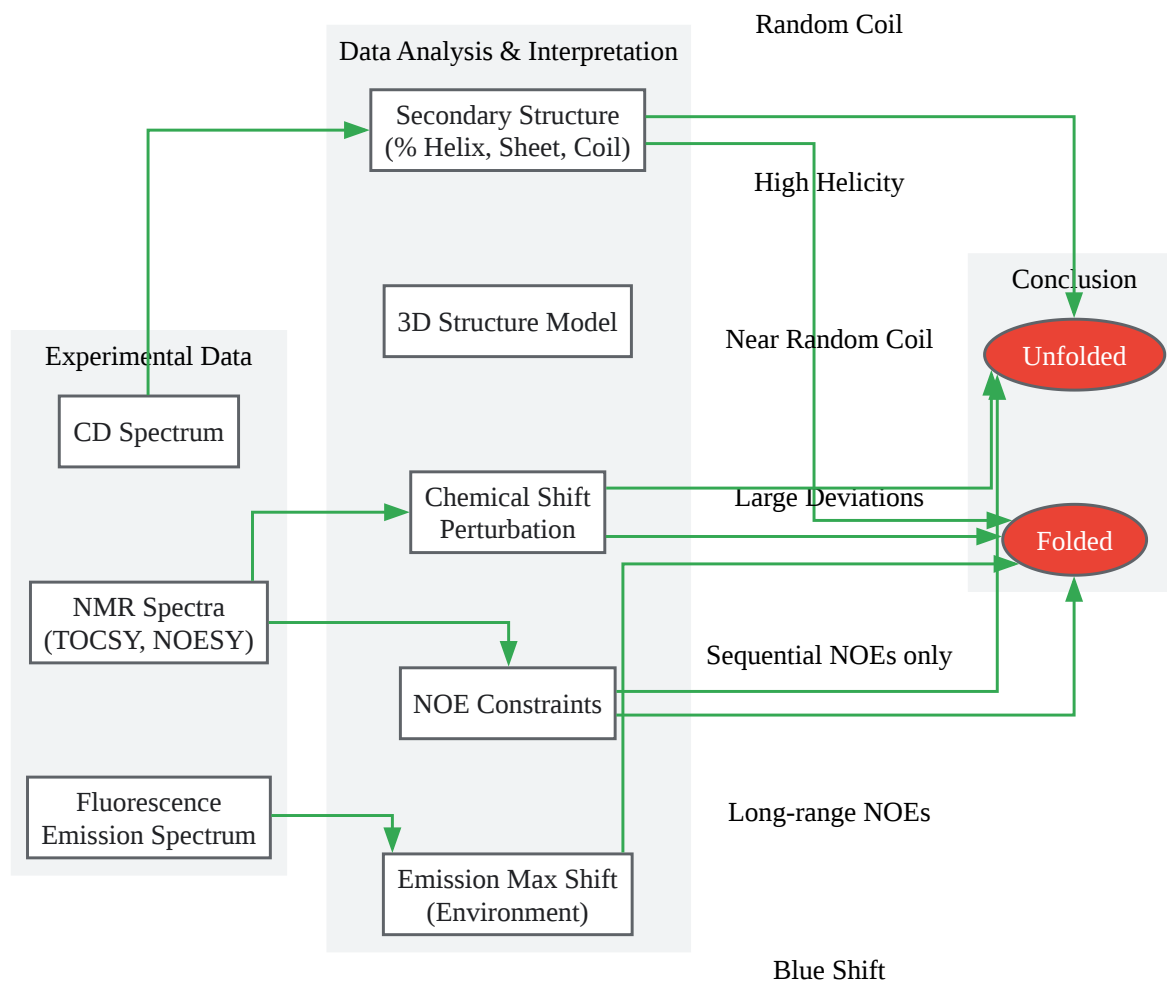 Random Coil
Data Analysis & Interpretation
Secondary Structure
(% Helix, Sheet, Coil)
High Helicity
Conclusion
3D Structure Model
Near Random Coil
Experimental Data
Unfolded
CD Spectrum
Chemical Shift
Perturbation
Large Deviations
Folded
NMR Spectra
(TOCSY, NOESY)
Sequential NOEs only
NOE Constraints
Fluorescence
Emission Spectrum
Long-range NOEs
Emission Max Shift
(Environment)
Blue Shift